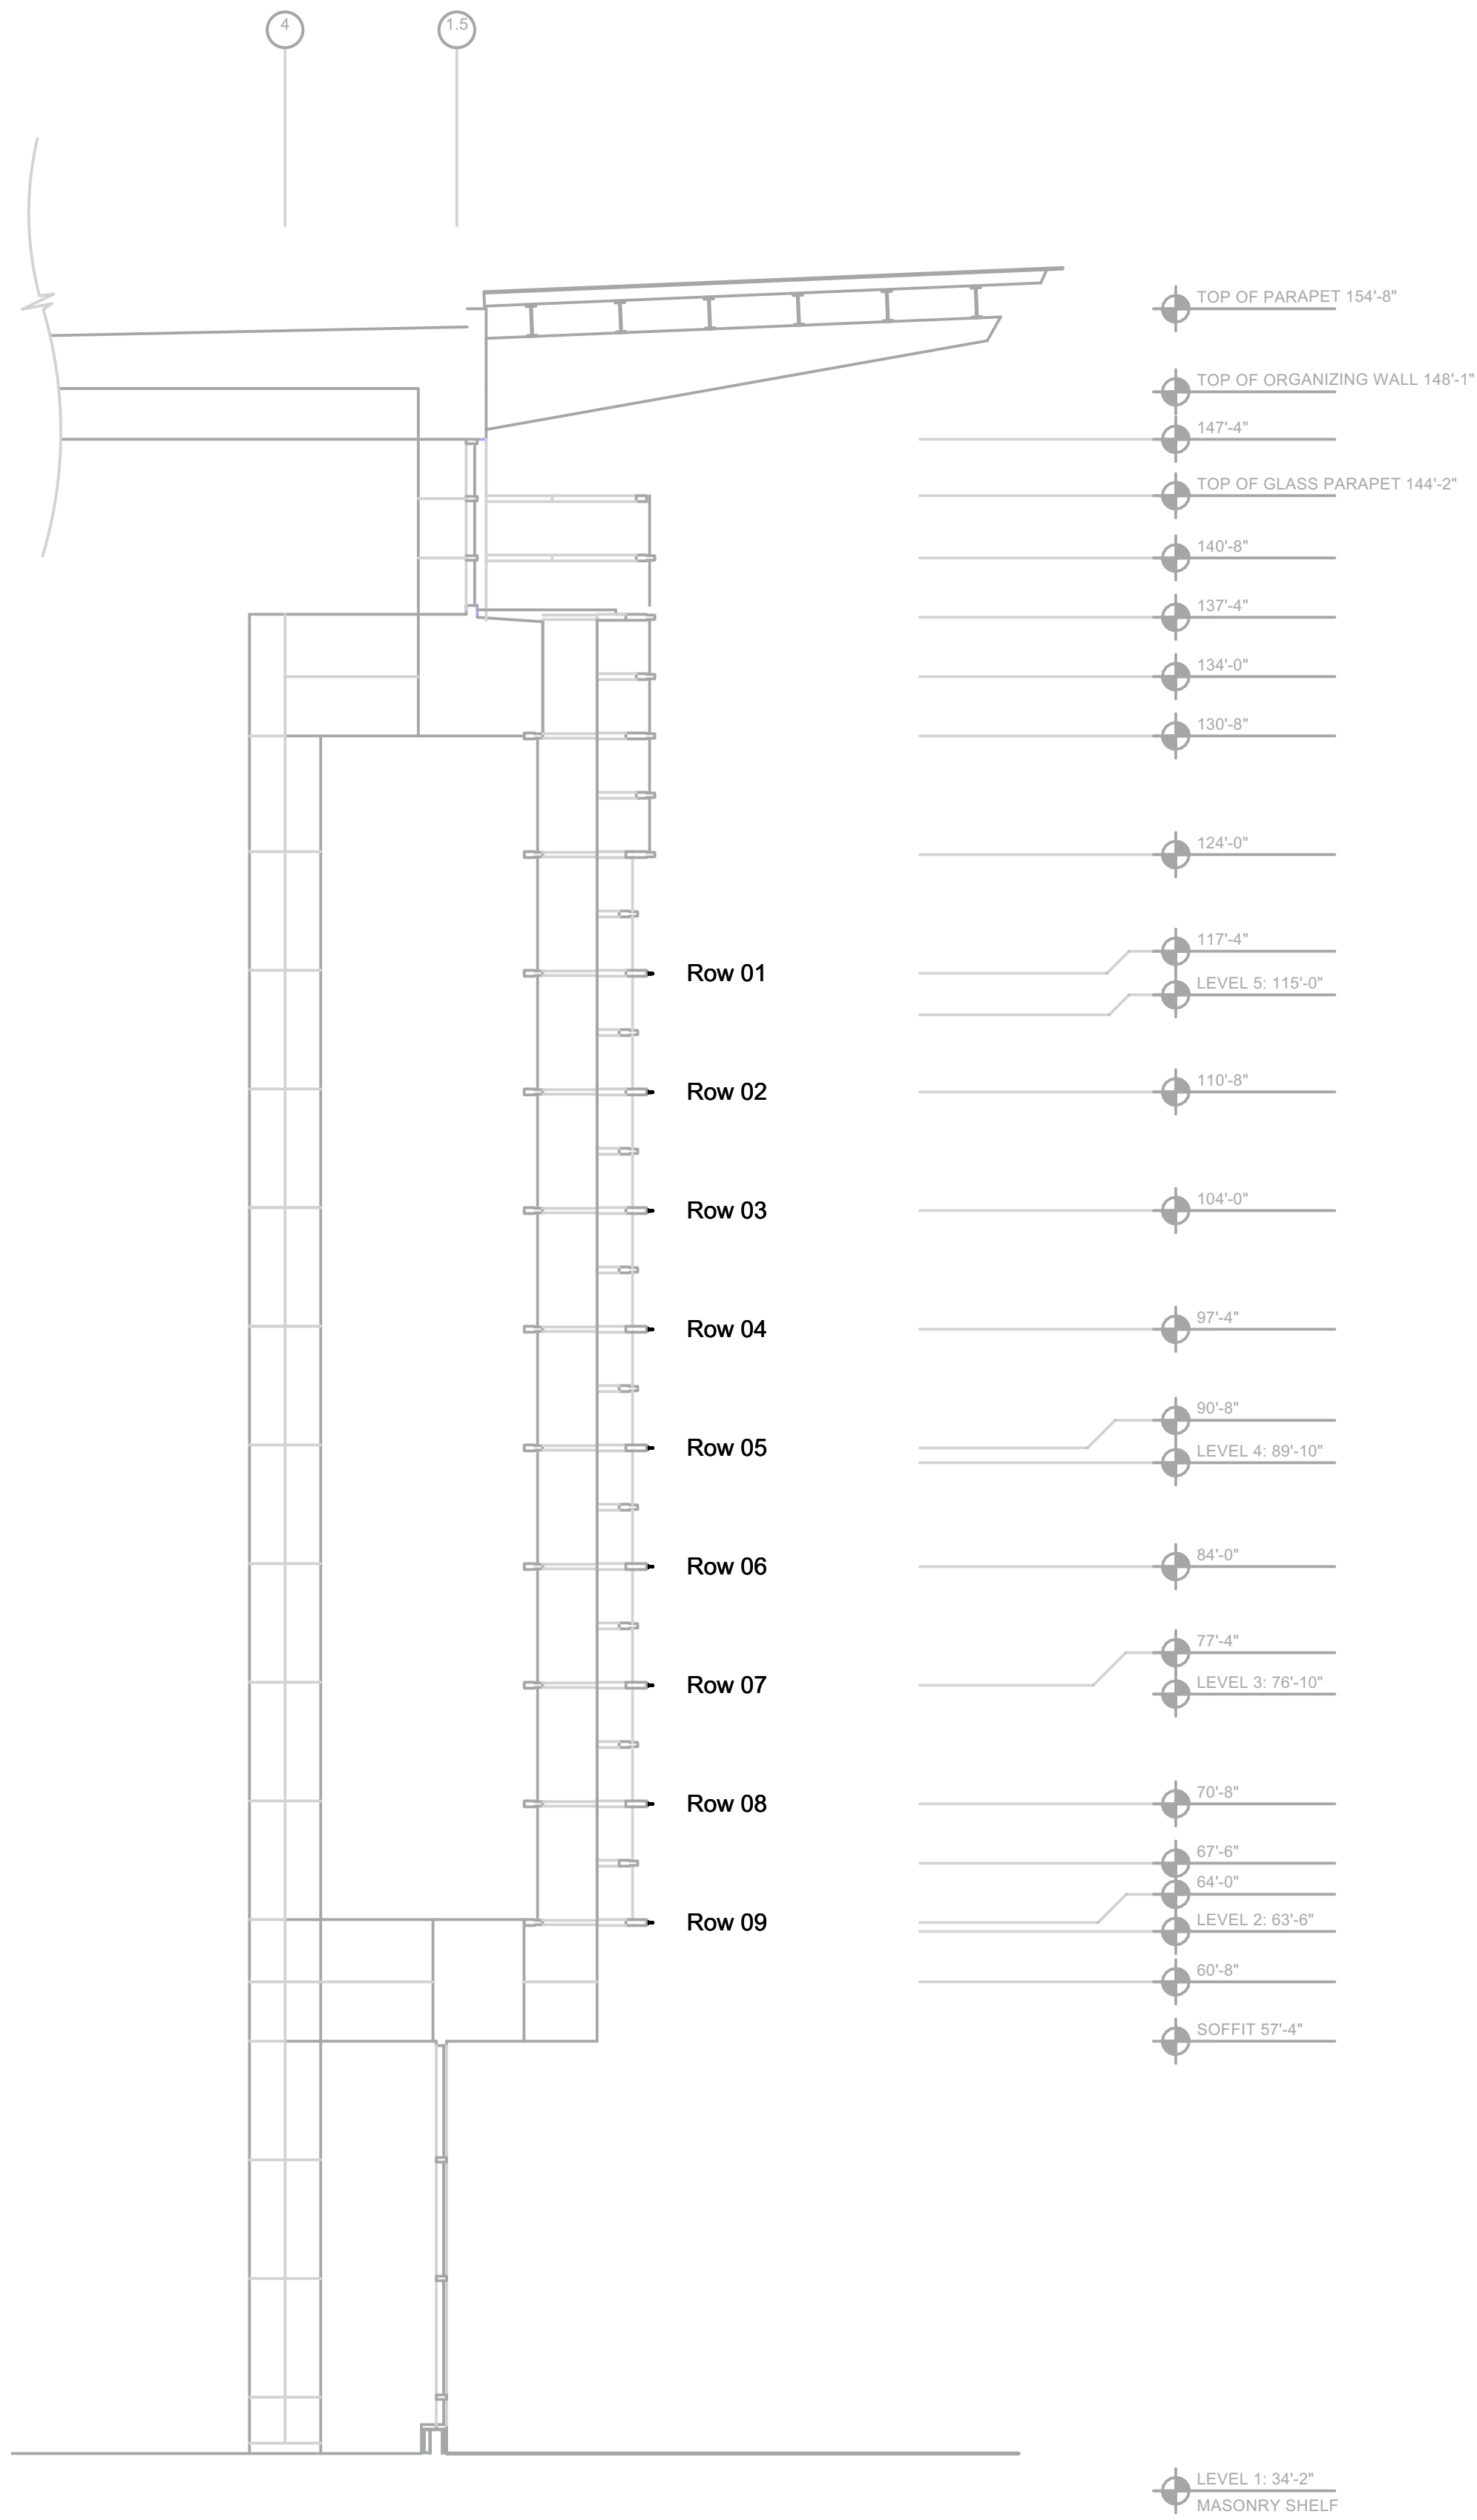 4
1.5
TOP OF PARAPET 154'-8"
TOP OF ORGANIZING WALL 148'-1"
147'-4"
TOP OF GLASS PARAPET 144'-2"
140'-8"
137'-4"
134'-0"
130'-8"
124'-0"
117'-4"
Row 01
LEVEL 5: 115'-0"
110'-8"
Row 02
104'-0"
Row 03
97'-4"
Row 04
90'-8"
Row 05
LEVEL 4: 89'-10"
84'-0"
Row 06
77'-4"
Row 07
LEVEL 3: 76'-10"
70'-8"
Row 08
67'-6"
64'-0"
Row 09
LEVEL 2: 63'-6"
60'-8"
SOFFIT 57'-4"
LEVEL 1: 34'-2"
MASONRY SHELF